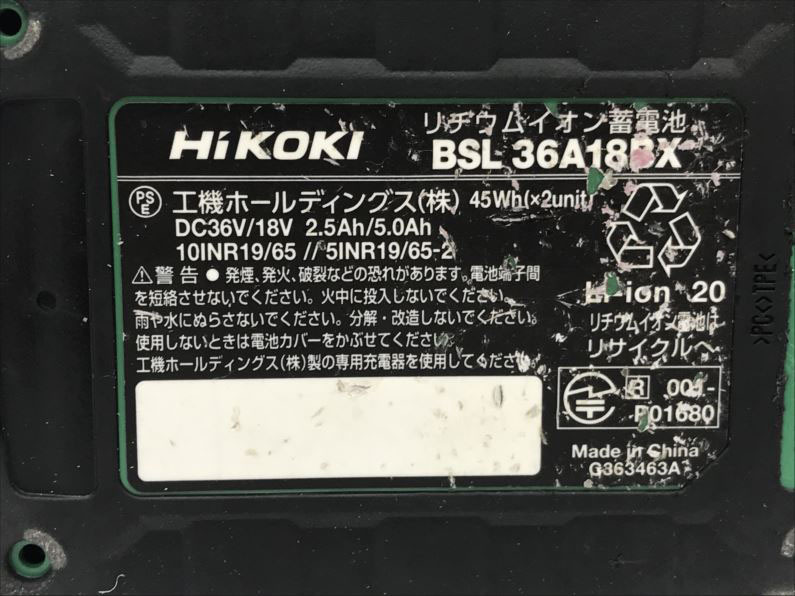 HiKOKI
リチウムイオン蓄電池
BSL 36A18BX
PS
E
工機ホールディングス(株) 45Wh(×2unit)
DC36V/18V 2.5Ah/5.0Ah
10INR19/65 // 5INR19/65-2
⚠警告 ● 発煙、発火、破裂などの恐れがあります。電池端子間
を短絡させないでください。火中に投入しないでください。
雨や水にぬらさないでください。分解・改造しないでください。
使用しないときは電池カバーをかぶせてください。
工機ホールディングス(株)製の専用充電器を使用してください。
Li-ion 20
リチウムイオン電池は
リサイクルへ
R 001-
P01680
Made in China
G363463A
>PC<>TPE<